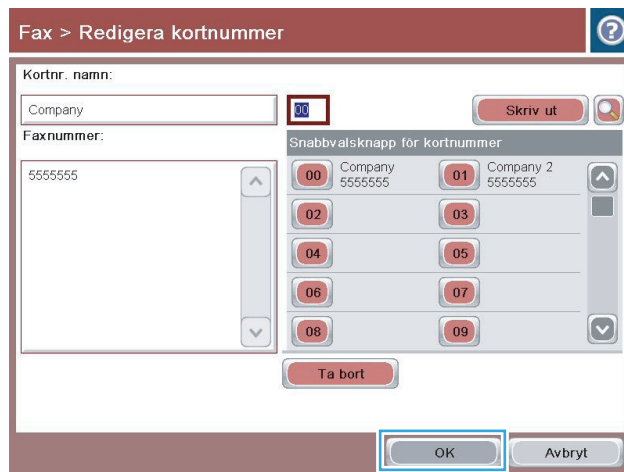 Fax > Redigera kortnummer
?
Kortnr. namn:
Company
00
Skriv ut
Faxnummer:
5555555
Snabbvalsknapp för kortnummer
00 Company 5555555 01 Company 2 5555555
02 03
04 05
06 07
08 09
Ta bort
OK Avbryt